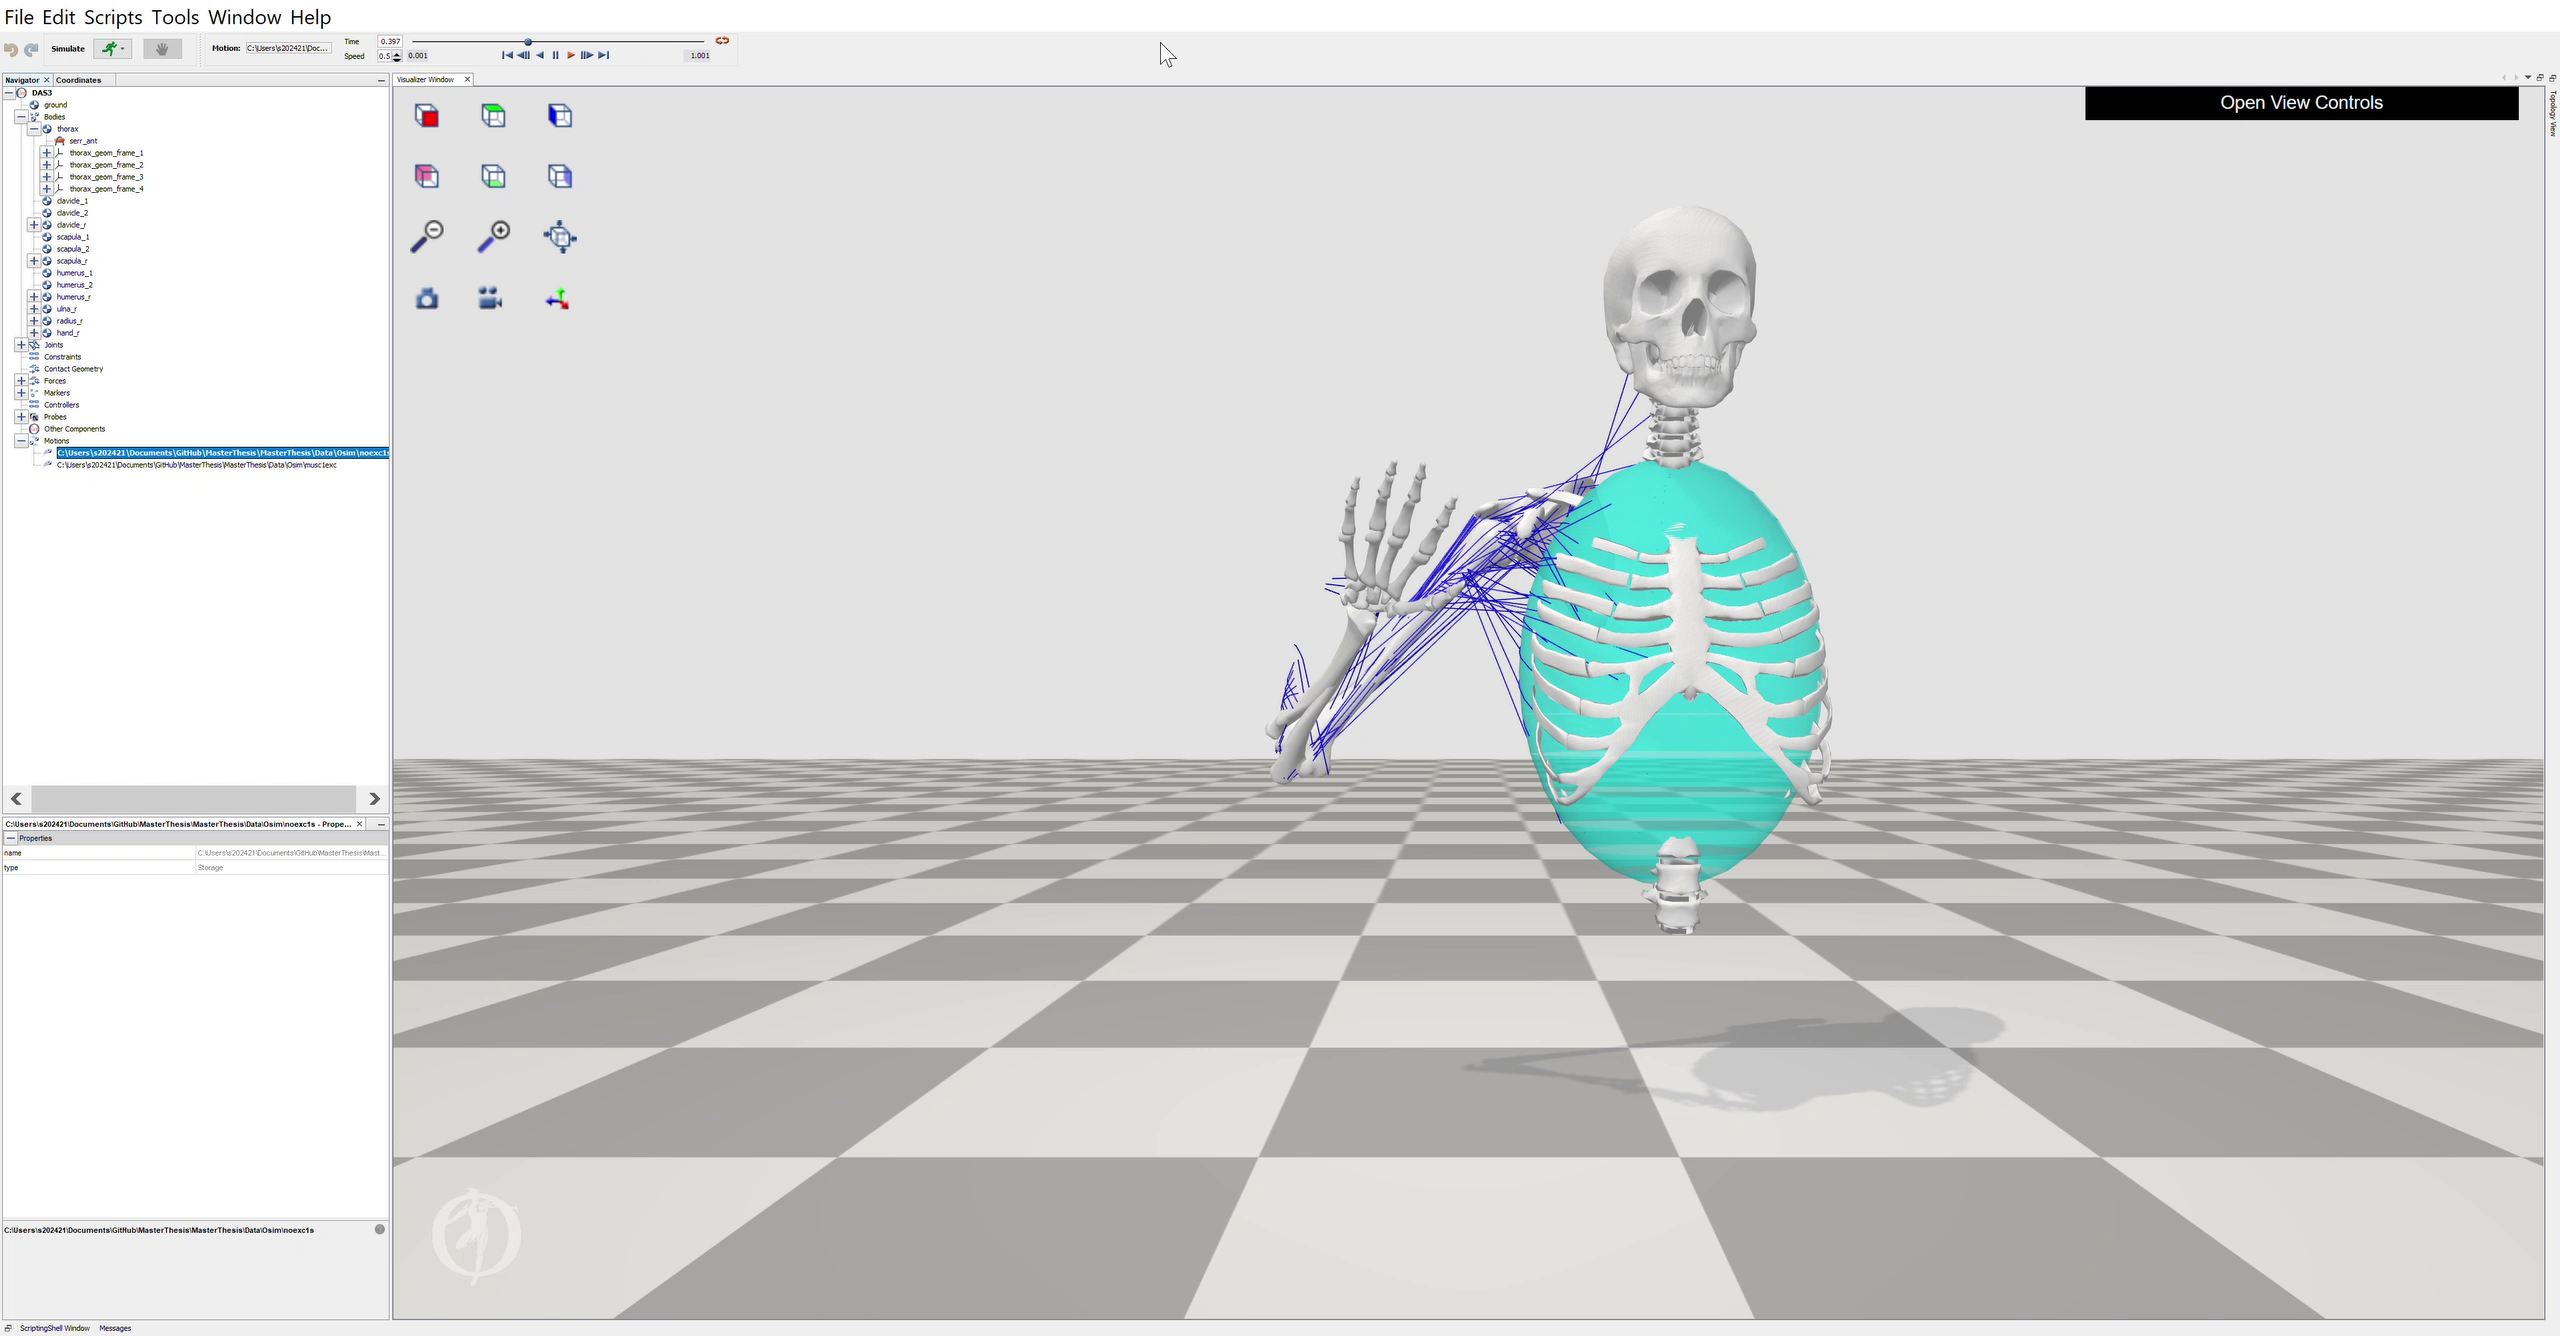 File Edit Scripts Tools Window Help
Simulate
Motion: C:\Users\s202421\Doc...
Time 0.397
Speed 0.5 0.001 1.001
Navigator Coordinates
Visualizer Window
Open View Controls
Topology View
DAS3
ground
Bodies
thorax
serr_ant
thorax_geom_frame_1
thorax_geom_frame_2
thorax_geom_frame_3
thorax_geom_frame_4
clavicle_1
clavicle_2
clavicle_r
scapula_1
scapula_2
scapula_r
humerus_1
humerus_2
humerus_r
ulna_r
radius_r
hand_r
Joints
Constraints
Contact Geometry
Forces
Markers
Controllers
Probes
Other Components
Motions
C:\Users\s202421\Documents\GitHub\MasterThesis\MasterThesis\Data\Osim\noexc1s
C:\Users\s202421\Documents\GitHub\MasterThesis\MasterThesis\Data\Osim\musc1exc
C:\Users\s202421\Documents\GitHub\MasterThesis\MasterThesis\Data\Osim\noexc1s - Prope...
Properties
name C:\Users\s202421\Documents\GitHub\MasterThesis\Mast...
type Storage
C:\Users\s202421\Documents\GitHub\MasterThesis\MasterThesis\Data\Osim\noexc1s
ScriptingShell Window Messages